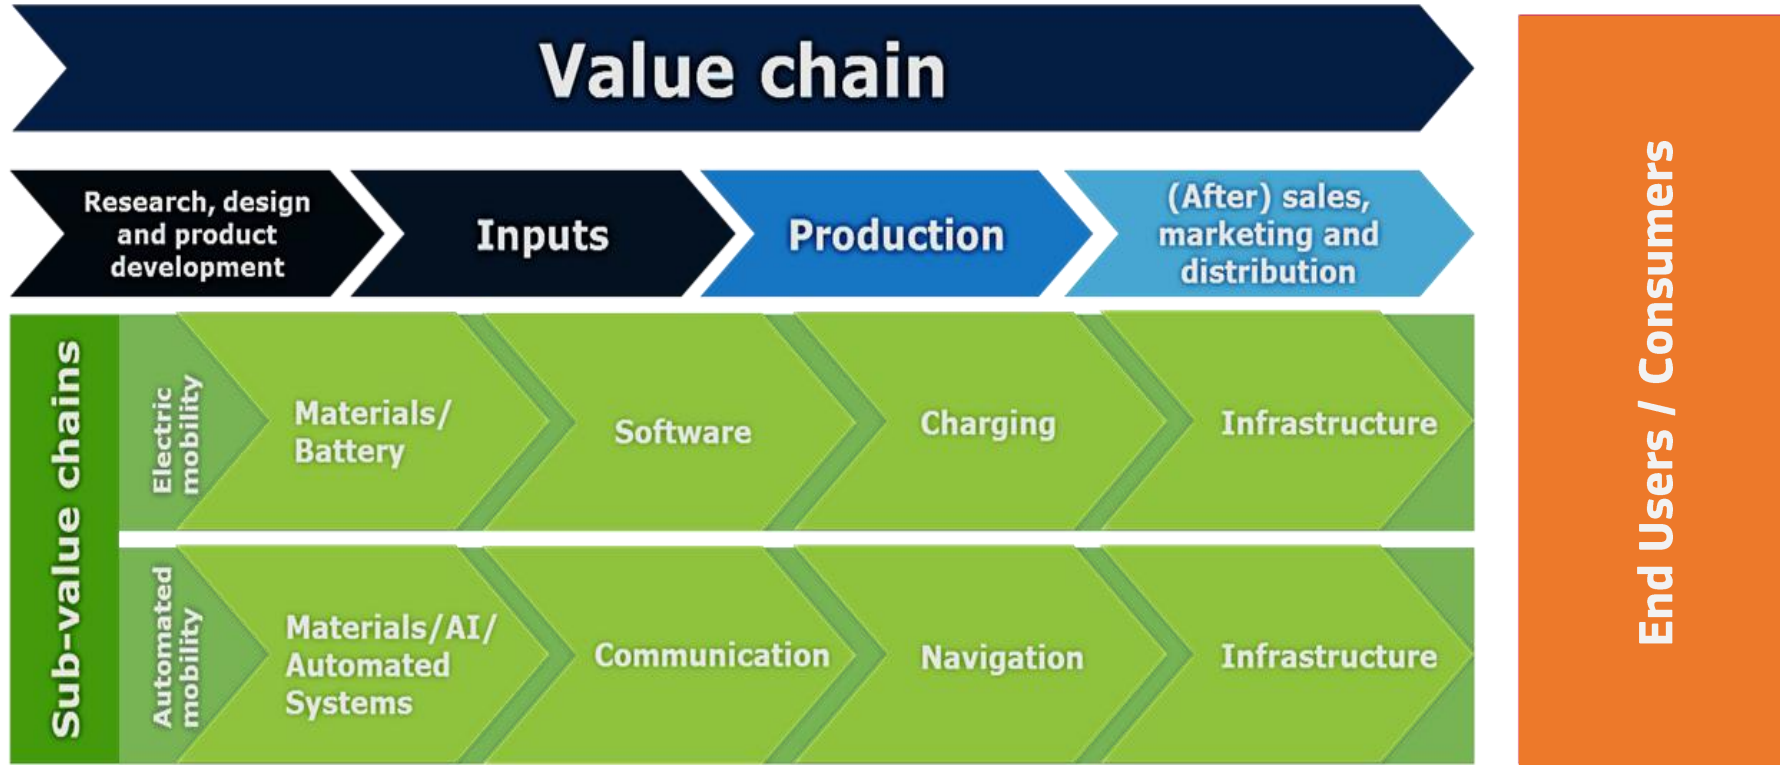 Value chain
Research, design
and product
development
Inputs
Production
(After) sales,
marketing and
distribution
Sub-value chains
Electric
mobility
Materials/
Battery
Software
Charging
Infrastructure
Automated
mobility
Materials/AI/
Automated
Systems
Communication
Navigation
Infrastructure
End Users / Consumers